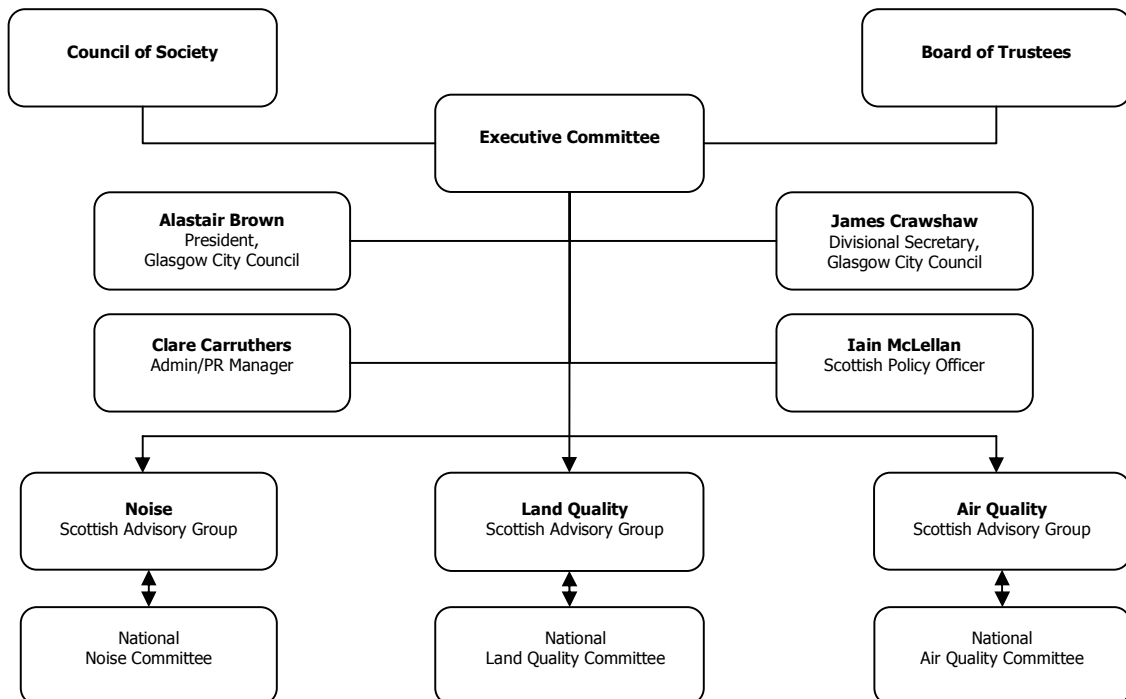 Council of Society
Board of Trustees
Executive Committee
Alastair Brown
President,
Glasgow City Council
James Crawshaw
Divisional Secretary,
Glasgow City Council
Clare Carruthers
Admin/PR Manager
Iain McLellan
Scottish Policy Officer
Noise
Scottish Advisory Group
Land Quality
Scottish Advisory Group
Air Quality
Scottish Advisory Group
National
Noise Committee
National
Land Quality Committee
National
Air Quality Committee